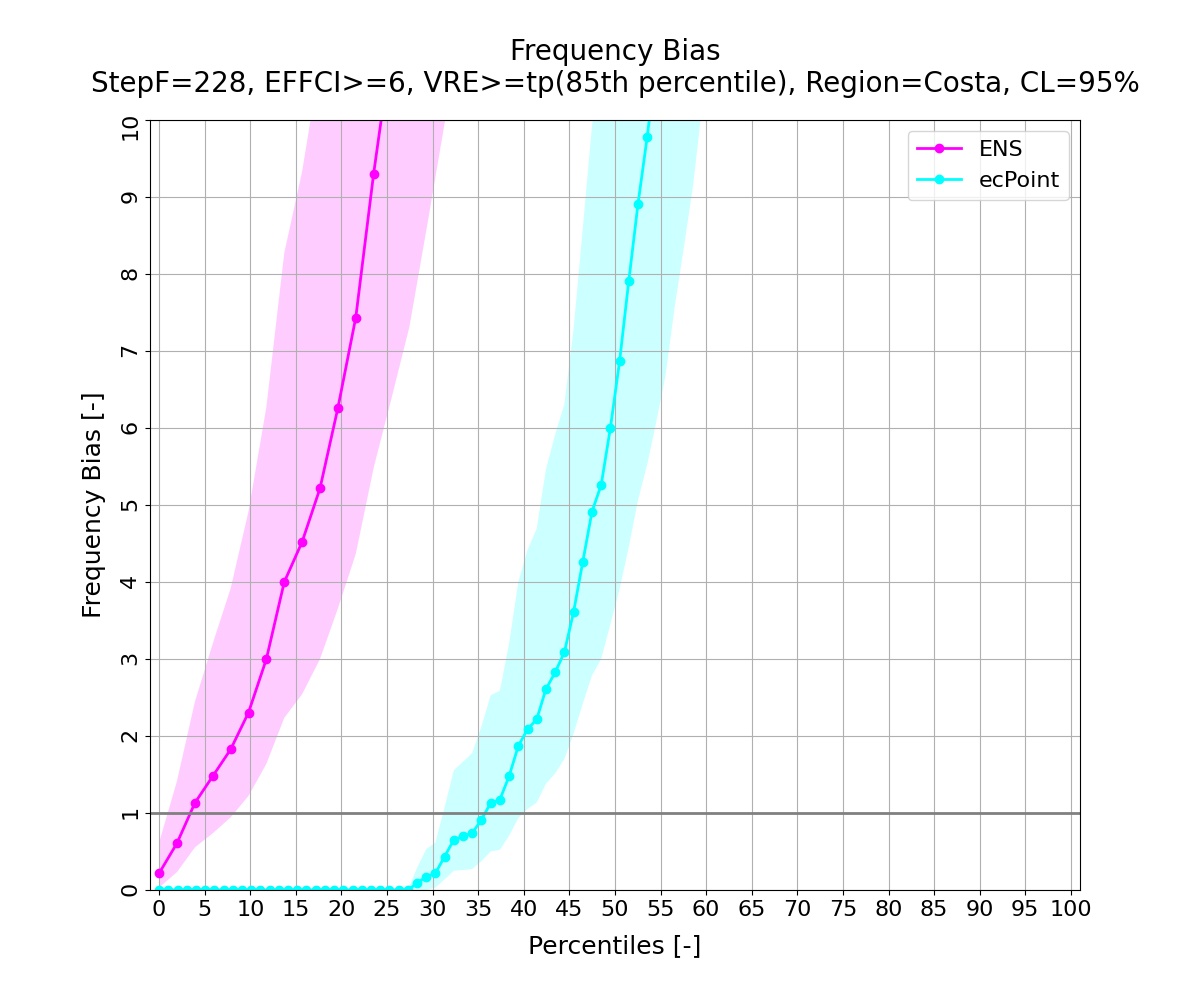 Frequency Bias
StepF=228, EFFCI>=6, VRE>=tp(85th percentile), Region=Costa, CL=95%
ENS
ecPoint
10
9
8
7
6
5
4
3
2
1
0
Frequency Bias [-]
0 5 10 15 20 25 30 35 40 45 50 55 60 65 70 75 80 85 90 95 100
Percentiles [-]